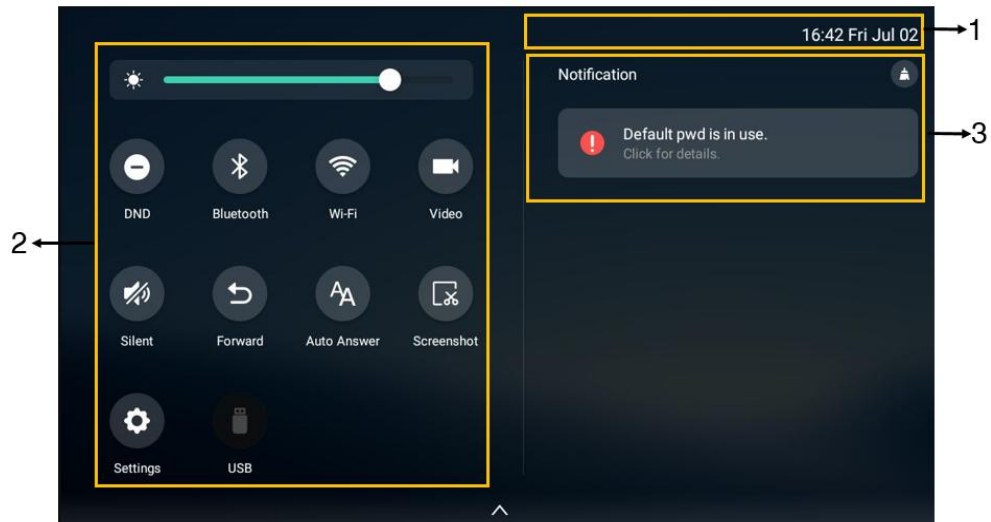 16:42 Fri Jul 02
1
Notification
Default pwd is in use.
Click for details.
3
2
DND Bluetooth Wi-Fi Video
Silent Forward Auto Answer Screenshot
Settings USB